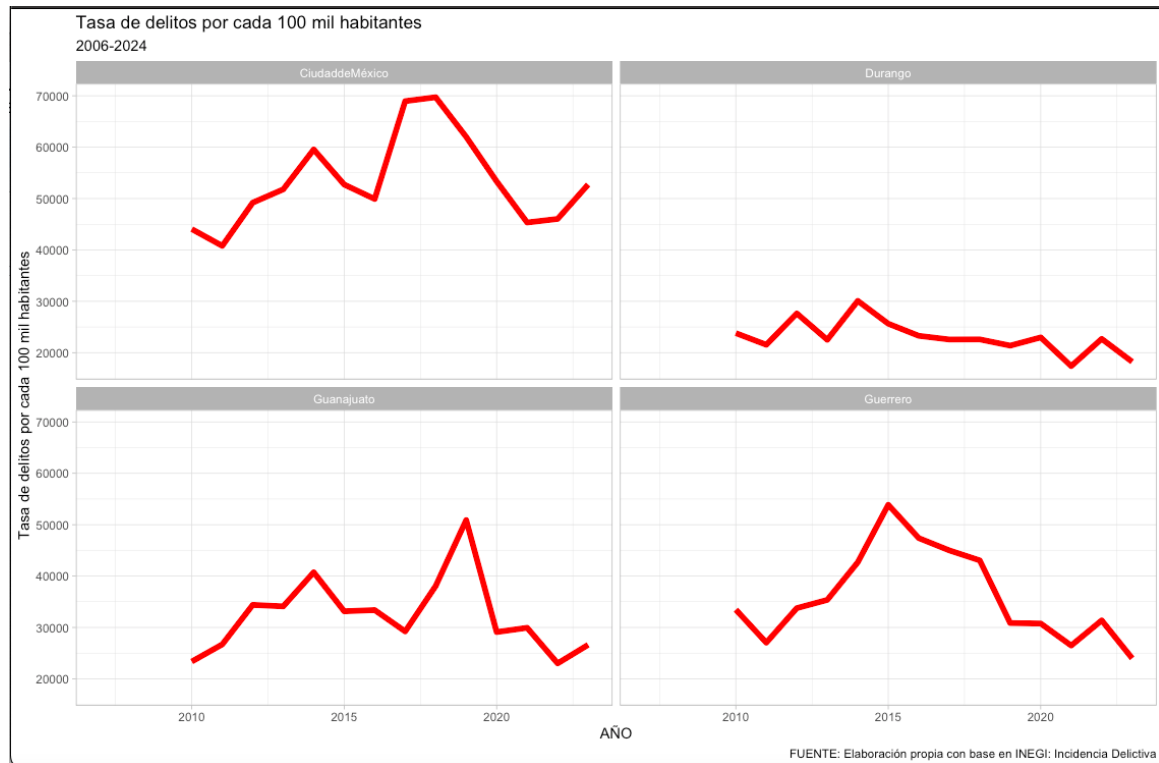 Tasa de delitos por cada 100 mil habitantes
2006-2024
CiudaddeMéxico
Durango
70000
60000
50000
40000
30000
20000
Guanajuato
Guerrero
70000
60000
50000
40000
30000
20000
Tasa de delitos por cada 100 mil habitantes
2010
2015
2020
2010
2015
2020
AÑO
FUENTE: Elaboración propia con base en INEGI: Incidencia Delictiva